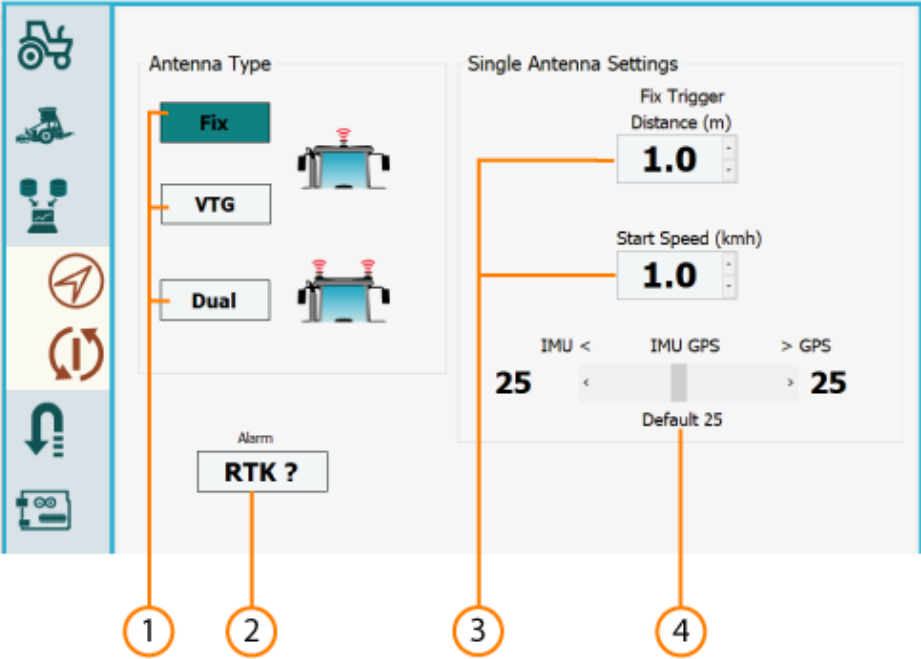 Antenna Type
Fix
VTG
Dual
Alarm
RTK ?
Single Antenna Settings
Fix Trigger
Distance (m)
1.0
Start Speed (kmh)
1.0
IMU < IMU GPS > GPS
25 < > 25
Default 25
1 2 3 4